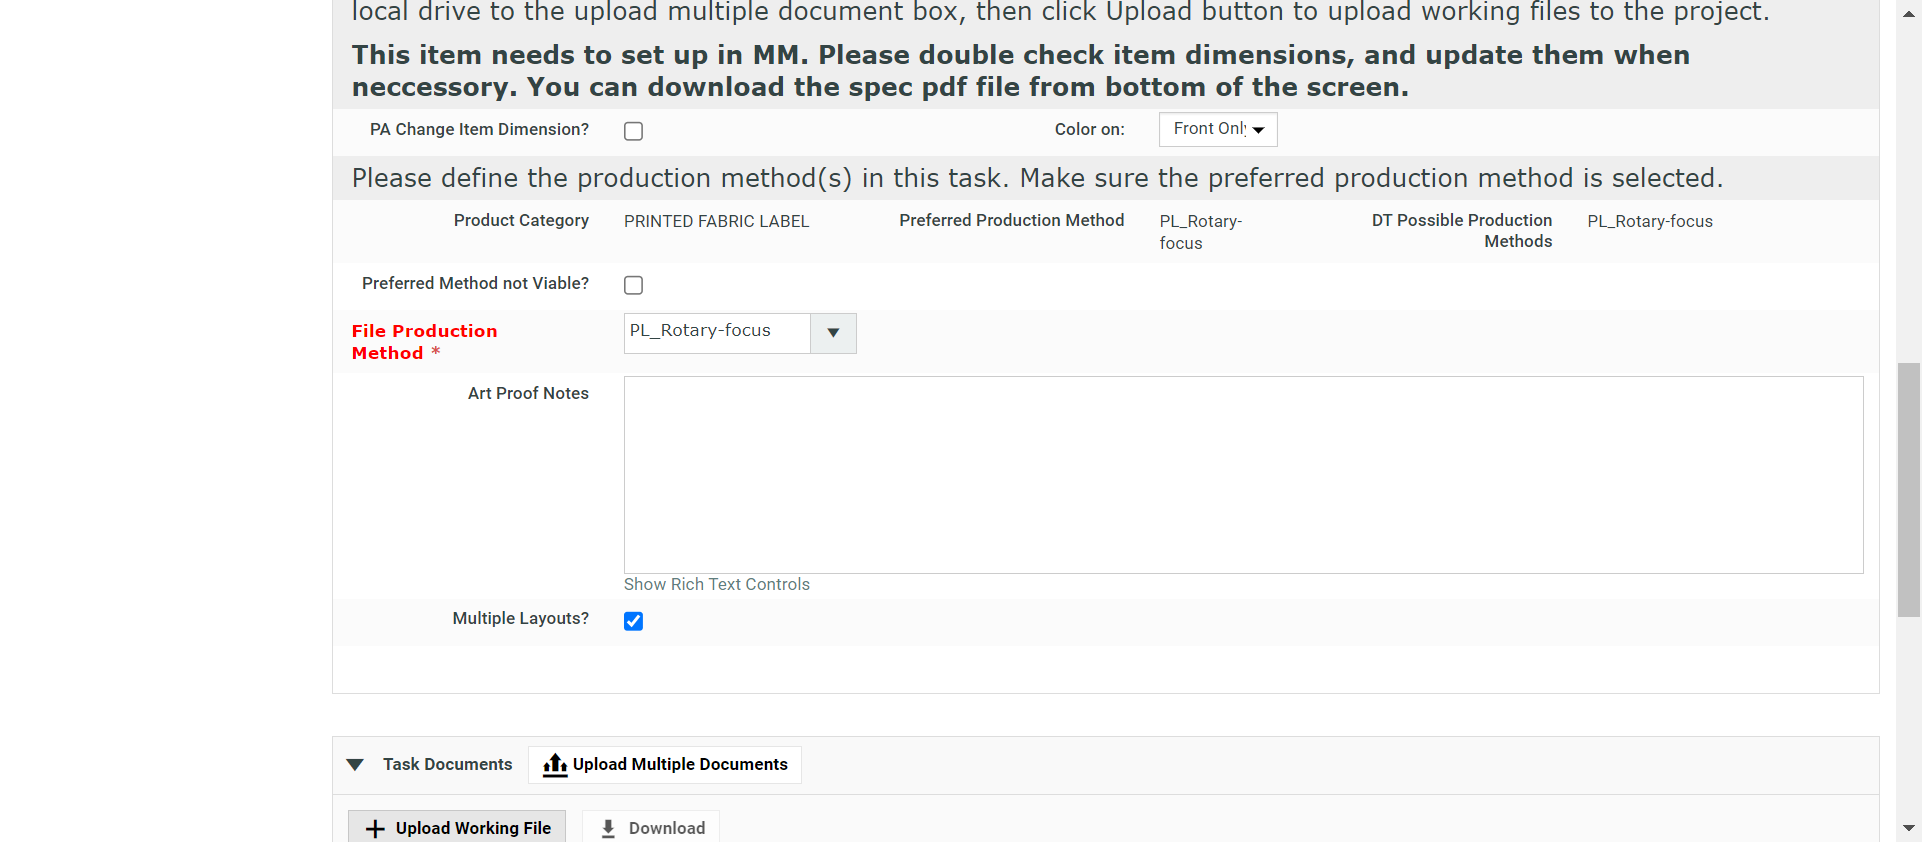 local drive to the upload multiple document box, then click Upload button to upload working files to the project.
This item needs to set up in MM. Please double check item dimensions, and update them when
neccessory. You can download the spec pdf file from bottom of the screen.
PA Change Item Dimension?
Color on:
Front Only
Please define the production method(s) in this task. Make sure the preferred production method is selected.
Product Category
PRINTED FABRIC LABEL
Preferred Production Method
PL_Rotary-
focus
DT Possible Production
Methods
PL_Rotary-focus
Preferred Method not Viable?
File Production
Method *
PL_Rotary-focus
Art Proof Notes
Show Rich Text Controls
Multiple Layouts?
Task Documents
Upload Multiple Documents
Upload Working File
Download